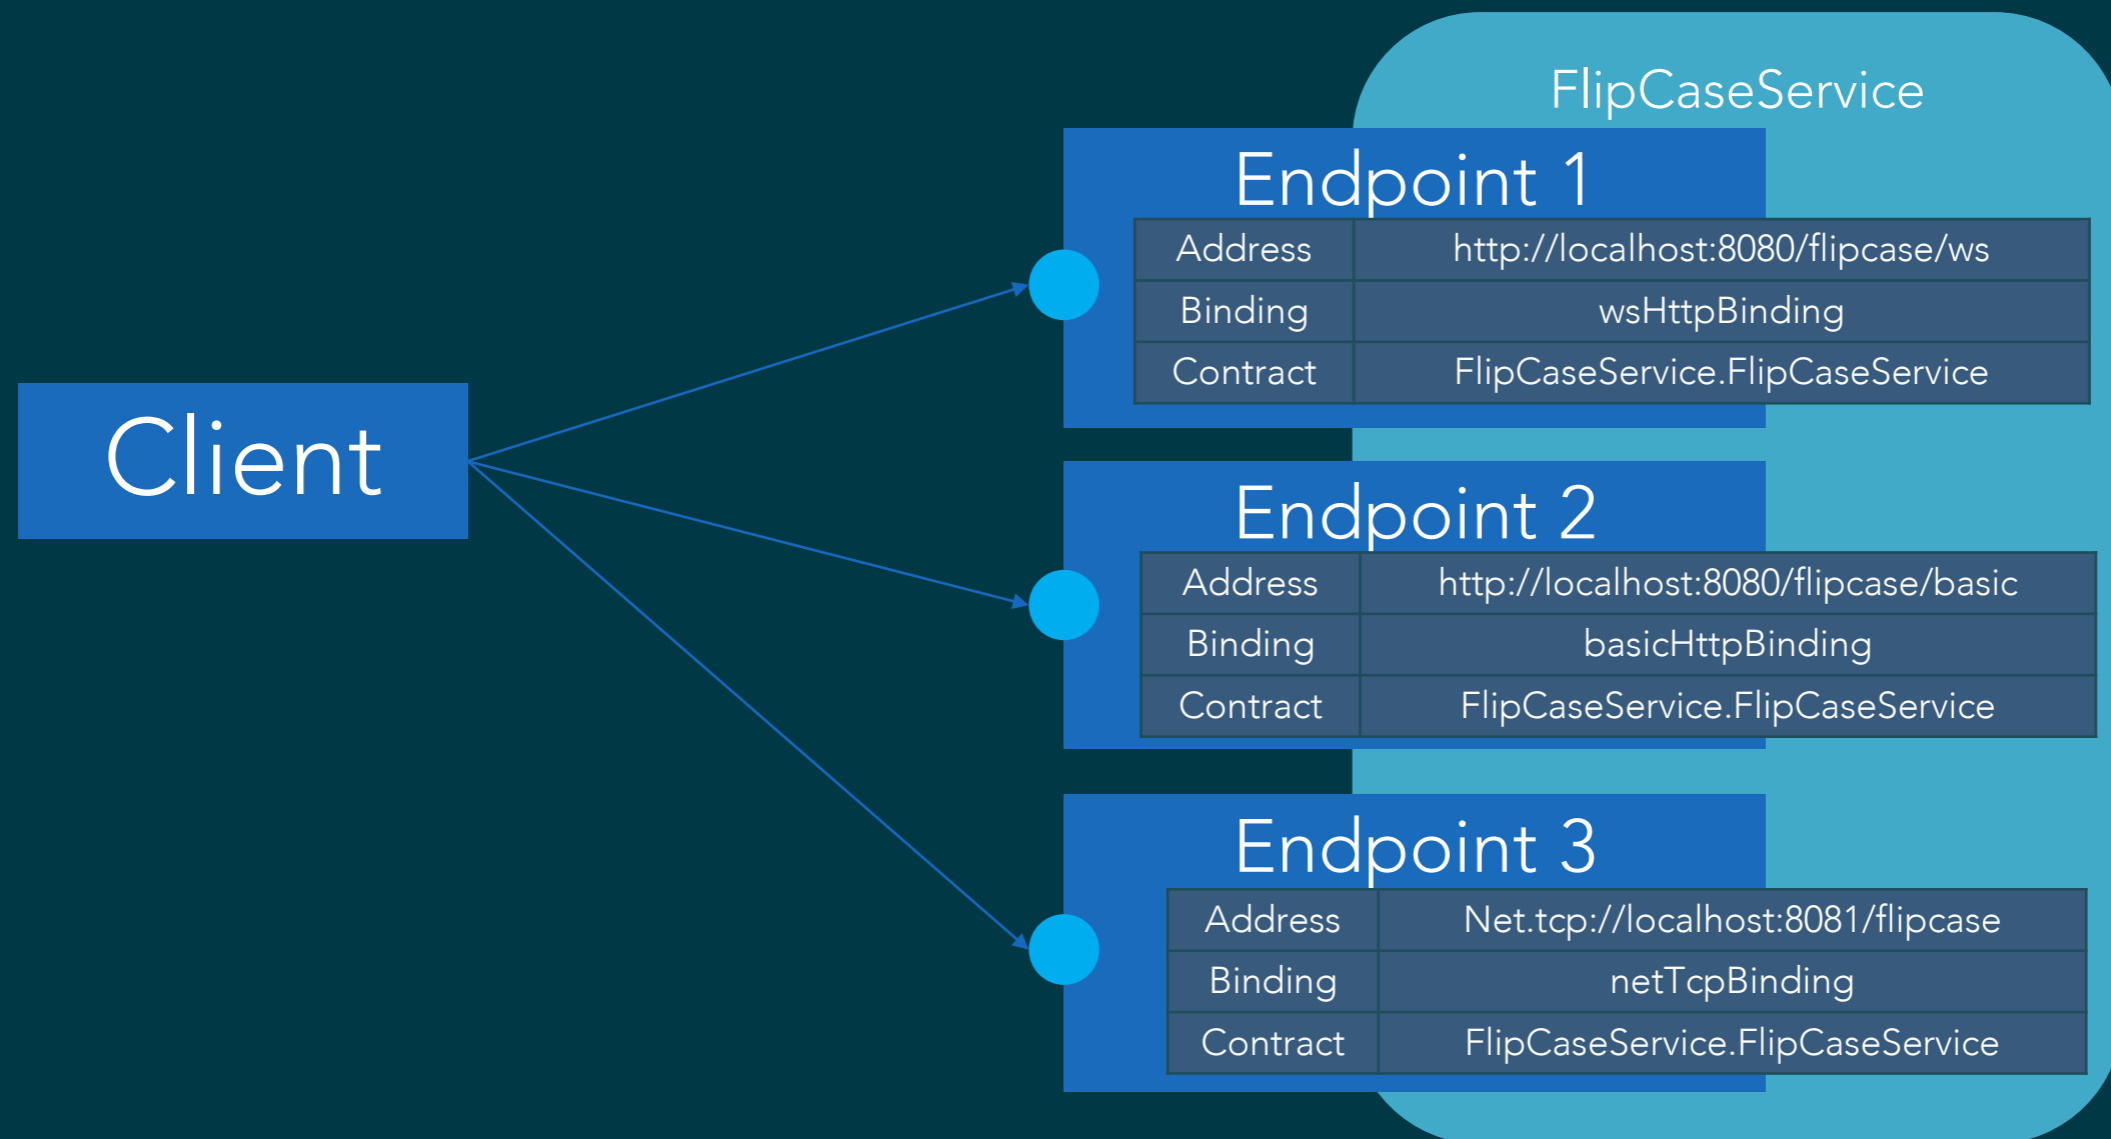 FlipCaseService
Client
Endpoint 1
Address http://localhost:8080/flipcase/ws
Binding wsHttpBinding
Contract FlipCaseService.FlipCaseService
Endpoint 2
Address http://localhost:8080/flipcase/basic
Binding basicHttpBinding
Contract FlipCaseService.FlipCaseService
Endpoint 3
Address Net.tcp://localhost:8081/flipcase
Binding netTcpBinding
Contract FlipCaseService.FlipCaseService